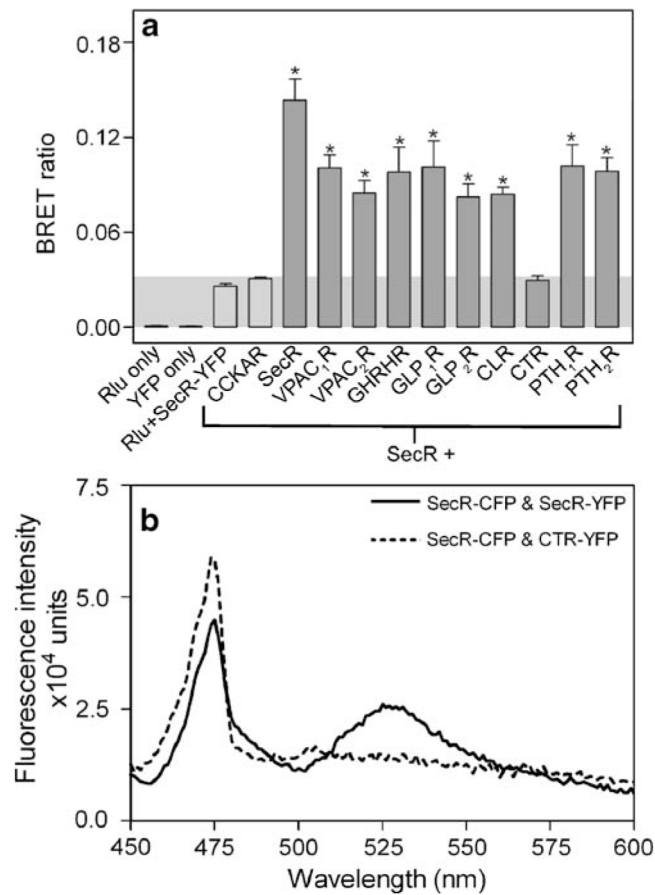 a
0.18
0.12
0.06
0.00
BRET ratio
* * * * * * * * *
Rlu only
YFP only
Rlu+SecR-YFP
CCKAR
SecR
VPAC₁R
VPAC₂R
GHRHR
GLP₁R
GLP₂R
CLR
CTR
PTH₁R
PTH₂R
SecR +
b
7.5
5.0
2.5
0.0
Fluorescence intensity
x10⁴ units
SecR-CFP & SecR-YFP
SecR-CFP & CTR-YFP
450 475 500 525 550 575 600
Wavelength (nm)